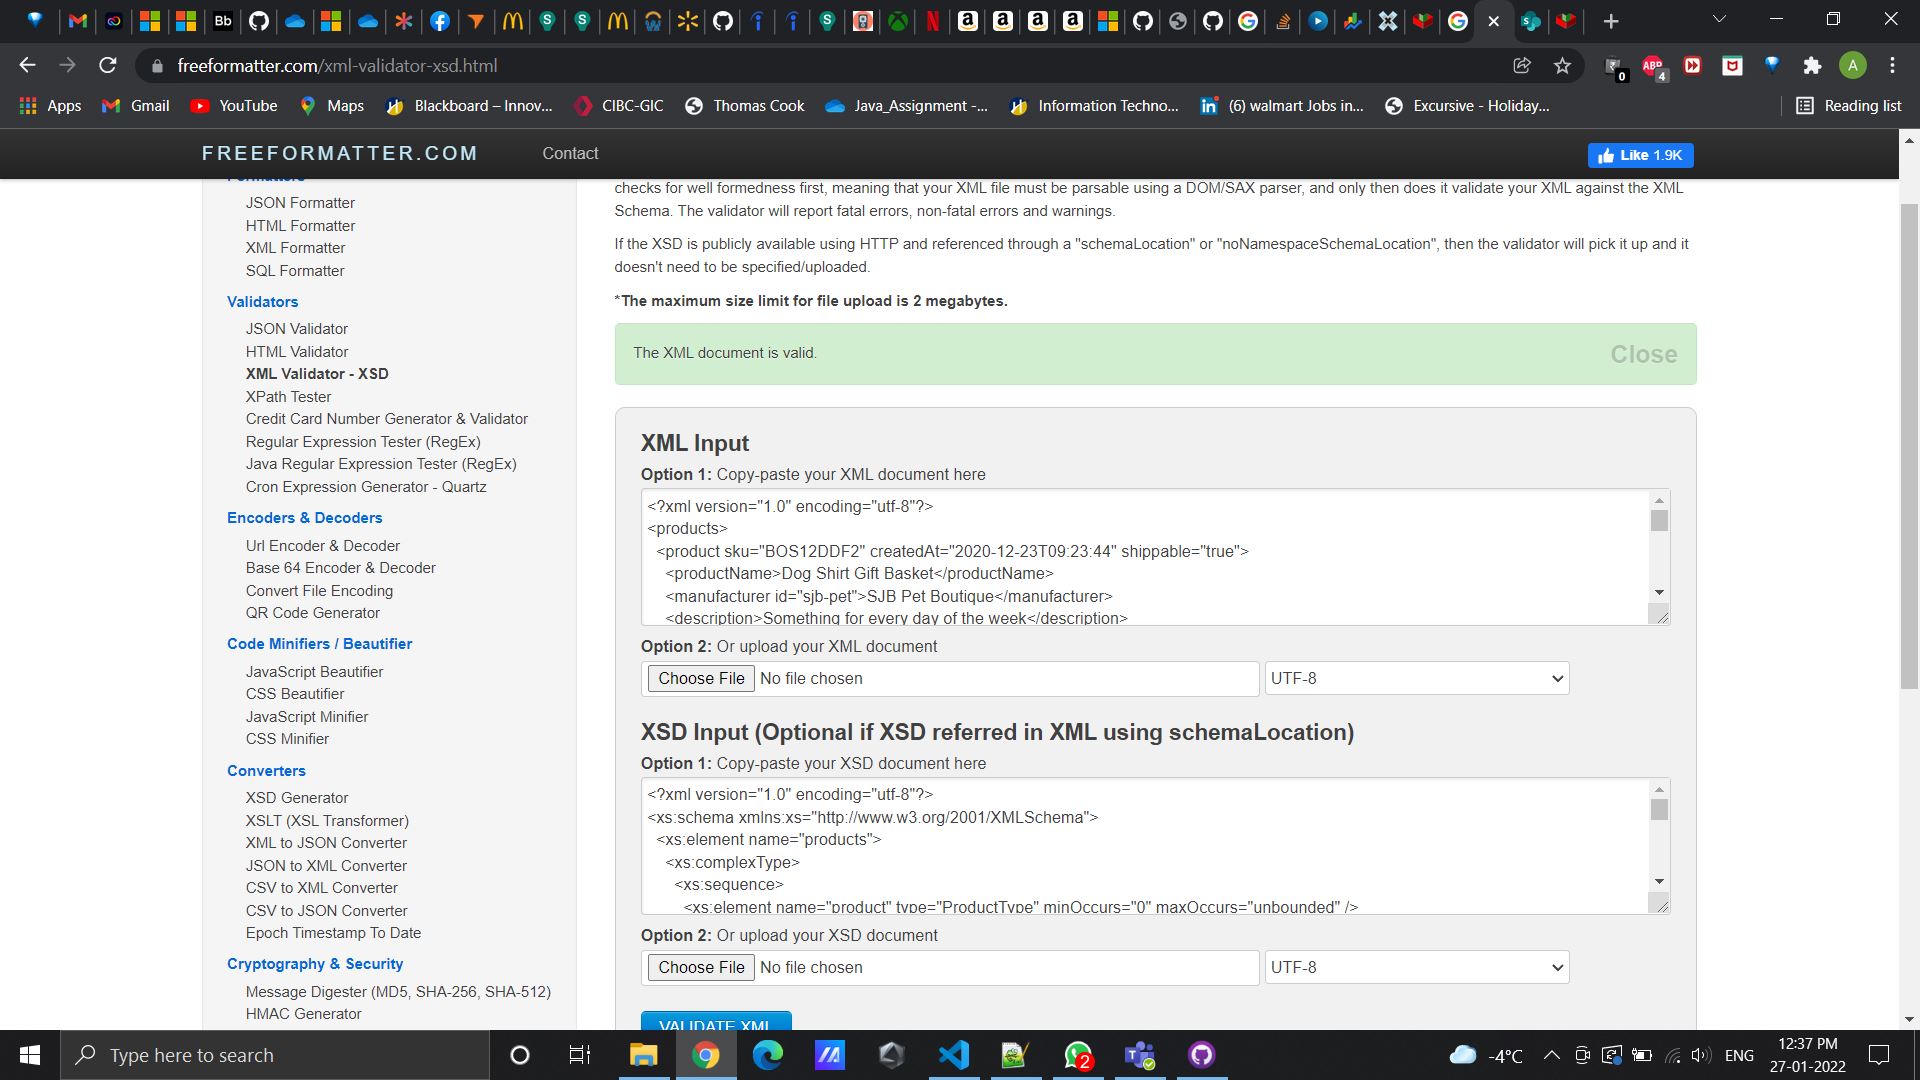 Bb
freeformatter.com/xml-validator-xsd.html
0
ABP
4
A
Apps
Gmail
YouTube
Maps
Blackboard – Innov...
CIBC-GIC
Thomas Cook
Java_Assignment -...
Information Techno...
(6) walmart Jobs in...
Excursive - Holiday...
Reading list
FREEFORMATTER.COM
Contact
Like 1.9K
Formatters
JSON Formatter
HTML Formatter
XML Formatter
SQL Formatter
Validators
JSON Validator
HTML Validator
XML Validator - XSD
XPath Tester
Credit Card Number Generator & Validator
Regular Expression Tester (RegEx)
Java Regular Expression Tester (RegEx)
Cron Expression Generator - Quartz
Encoders & Decoders
Url Encoder & Decoder
Base 64 Encoder & Decoder
Convert File Encoding
QR Code Generator
Code Minifiers / Beautifier
JavaScript Beautifier
CSS Beautifier
JavaScript Minifier
CSS Minifier
Converters
XSD Generator
XSLT (XSL Transformer)
XML to JSON Converter
JSON to XML Converter
CSV to XML Converter
CSV to JSON Converter
Epoch Timestamp To Date
Cryptography & Security
Message Digester (MD5, SHA-256, SHA-512)
HMAC Generator
checks for well formedness first, meaning that your XML file must be parsable using a DOM/SAX parser, and only then does it validate your XML against the XML
Schema. The validator will report fatal errors, non-fatal errors and warnings.
If the XSD is publicly available using HTTP and referenced through a "schemaLocation" or "noNamespaceSchemaLocation", then the validator will pick it up and it
doesn't need to be specified/uploaded.
*The maximum size limit for file upload is 2 megabytes.
The XML document is valid.
Close
XML Input
Option 1: Copy-paste your XML document here
<?xml version="1.0" encoding="utf-8"?>
<products>
<product sku="BOS12DDF2" createdAt="2020-12-23T09:23:44" shippable="true">
<productName>Dog Shirt Gift Basket</productName>
<manufacturer id="sjb-pet">SJB Pet Boutique</manufacturer>
<description>Something for every day of the week</description>
Option 2: Or upload your XML document
Choose File No file chosen
UTF-8
XSD Input (Optional if XSD referred in XML using schemaLocation)
Option 1: Copy-paste your XSD document here
<?xml version="1.0" encoding="utf-8"?>
<xs:schema xmlns:xs="http://www.w3.org/2001/XMLSchema">
<xs:element name="products">
<xs:complexType>
<xs:sequence>
<xs:element name="product" type="ProductType" minOccurs="0" maxOccurs="unbounded" />
Option 2: Or upload your XSD document
Choose File No file chosen
UTF-8
VALIDATE XML
Type here to search
2
-4°C
ENG
12:37 PM
27-01-2022